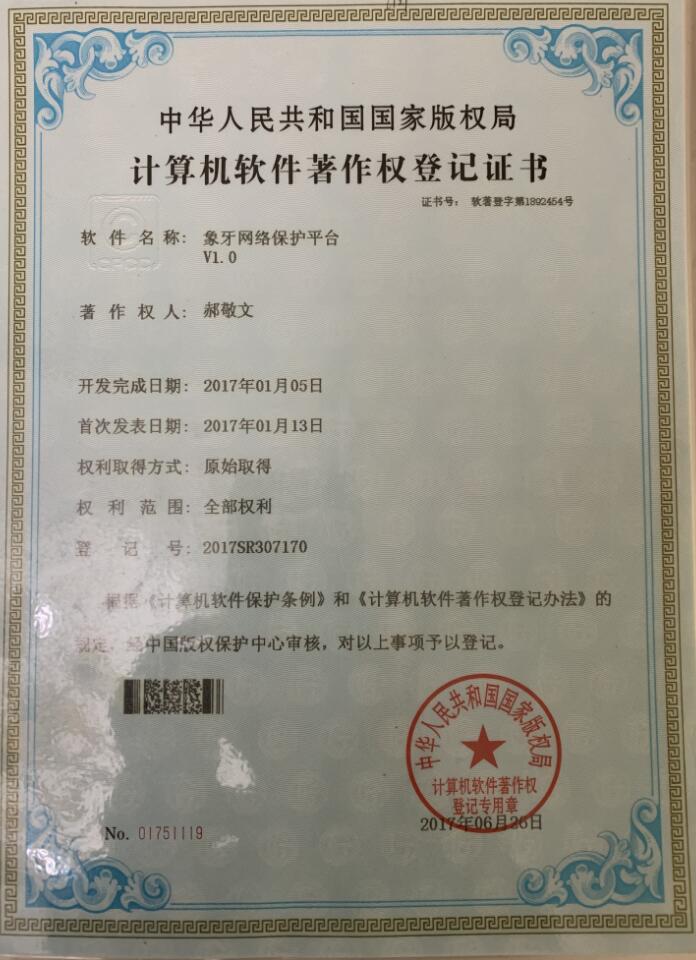 中华人民共和国国家版权局
计算机软件著作权登记证书
证书号： 软著登字第1892454号
软件名称： 象牙网络保护平台
V1.0
著作权人： 郝敬文
开发完成日期： 2017年01月05日
首次发表日期： 2017年01月13日
权利取得方式： 原始取得
权利范围： 全部权利
登记号： 2017SR307170
根据《计算机软件保护条例》和《计算机软件著作权登记办法》的
规定，经中国版权保护中心审核，对以上事项予以登记。
中华人民共和国国家版权局
计算机软件著作权
登记专用章
2017年06月26日
No. 01751119